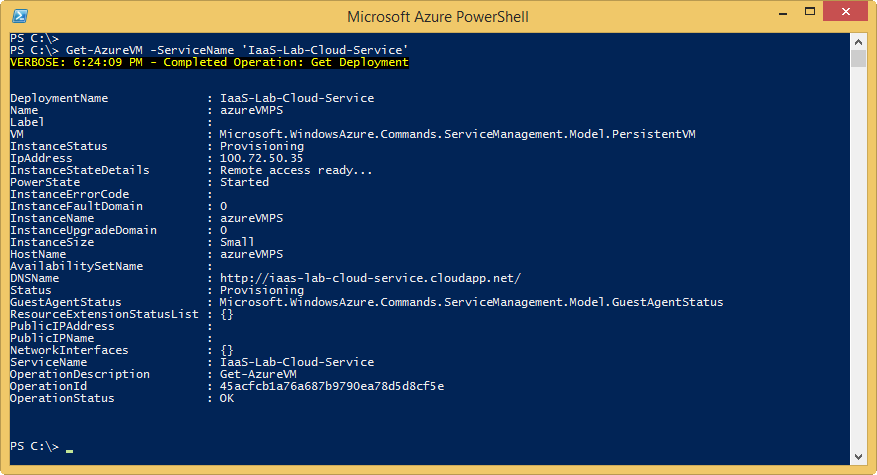 Microsoft Azure PowerShell
PS C:\>
PS C:\> Get-AzureVM -ServiceName 'IaaS-Lab-Cloud-Service'
VERBOSE: 6:24:09 PM - Completed Operation: Get Deployment
DeploymentName : IaaS-Lab-Cloud-Service
Name : azureVMPS
Label :
VM : Microsoft.WindowsAzure.Commands.ServiceManagement.Model.PersistentVM
InstanceStatus : Provisioning
IpAddress : 100.72.50.35
InstanceStateDetails : Remote access ready...
PowerState : Started
InstanceErrorCode :
InstanceFaultDomain : 0
InstanceName : azureVMPS
InstanceUpgradeDomain : 0
InstanceSize : Small
HostName : azureVMPS
AvailabilitySetName :
DNSName : http://iaas-lab-cloud-service.cloudapp.net/
Status : Provisioning
GuestAgentStatus : Microsoft.WindowsAzure.Commands.ServiceManagement.Model.GuestAgentStatus
ResourceExtensionStatusList : {}
PublicIPAddress :
PublicIPName :
NetworkInterfaces : {}
ServiceName : IaaS-Lab-Cloud-Service
OperationDescription : Get-AzureVM
OperationId : 45acfcb1a76a687b9790ea78d5d8cf5e
OperationStatus : OK
PS C:\>